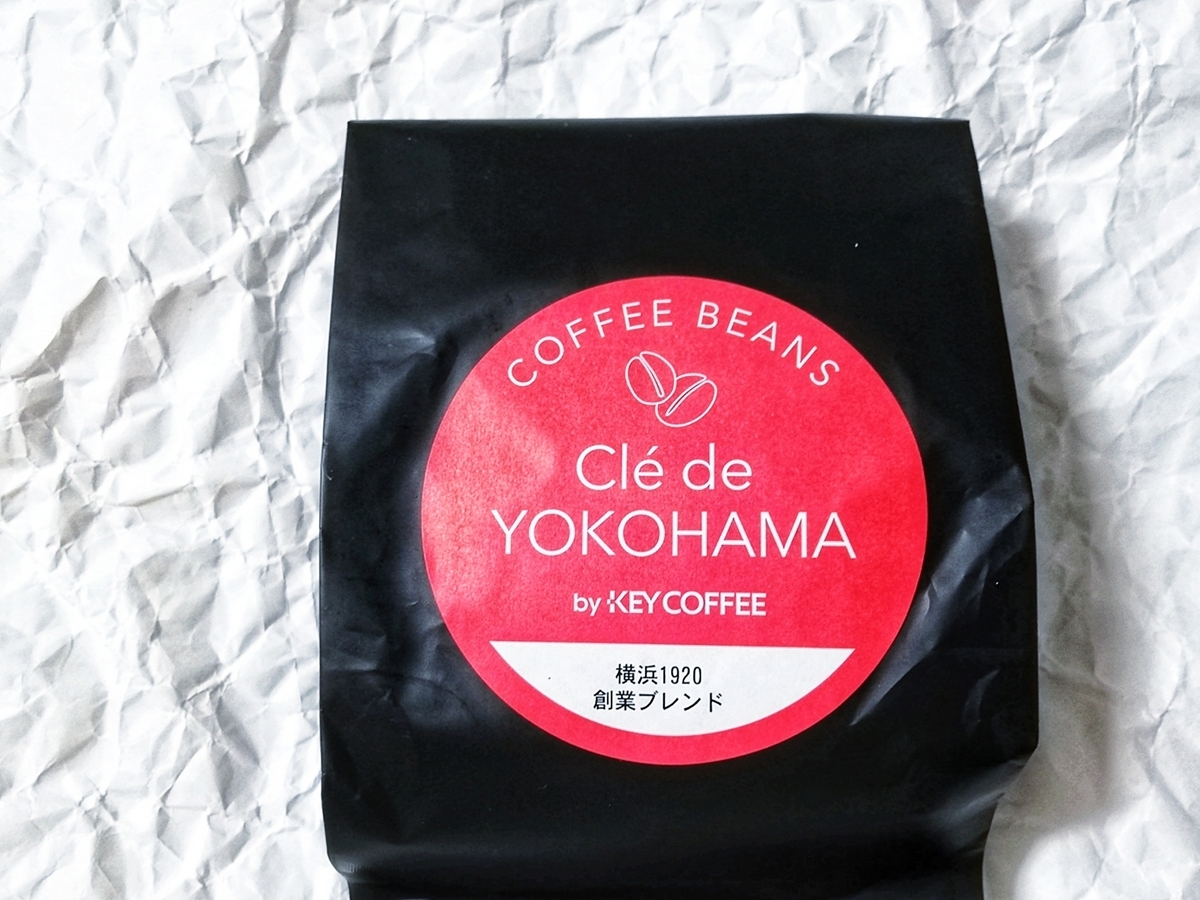 COFFEE BEANS
Clé de
YOKOHAMA
by KEY COFFEE
横浜1920
創業ブレンド